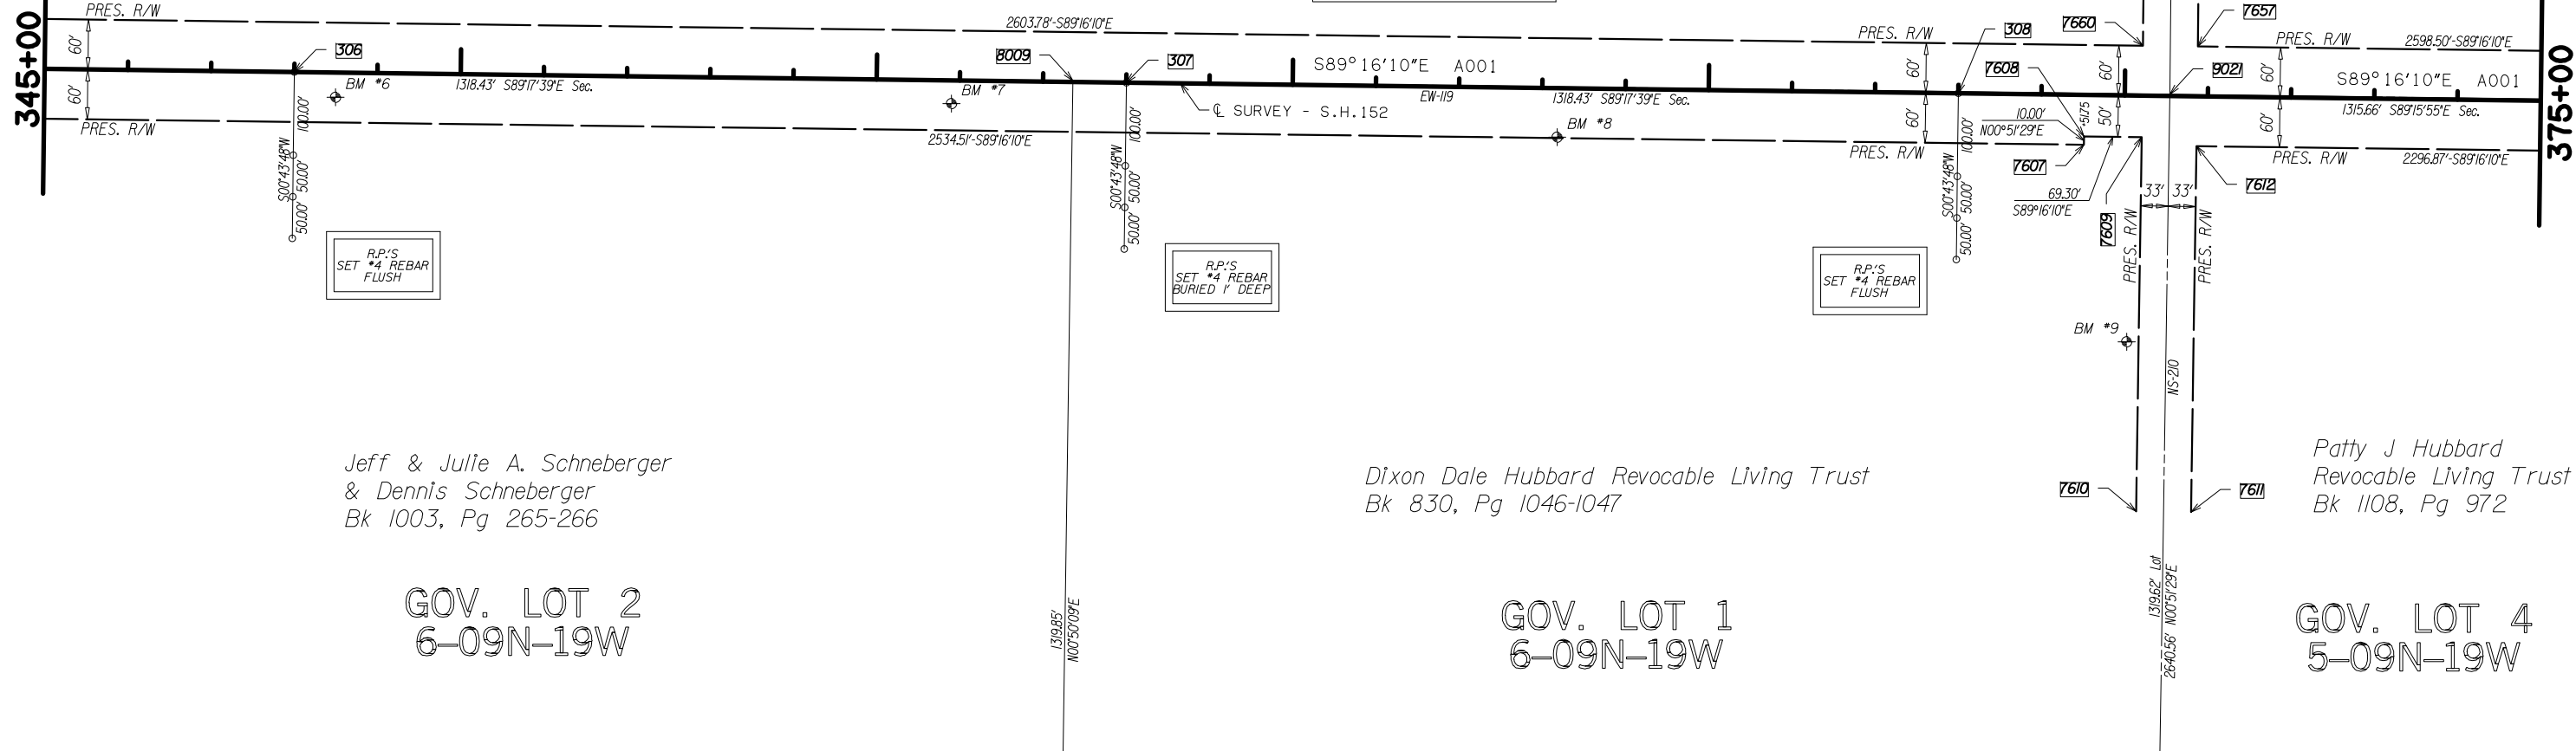 345+00
PRES. R/W
60'
60'
PRES. R/W
306
BM #6
1318.43' S89°17'39"E Sec.
2603.78'-S89°16'10"E
8009
307
BM #7
2534.51'-S89°16'10"E
℄ SURVEY - S.H.152
S89°16'10"E A001
EW-119
1318.43' S89°17'39"E Sec.
BM #8
PRES. R/W
60'
60'
PRES. R/W
308
7660
7657
7608
60'
50'
+51.75
10.00'
N00°51'29"E
7607
69.30'
S89°16'10"E
7609
33' 33'
9021
7612
PRES. R/W
2598.50'-S89°16'10"E
60'
60'
S89°16'10"E A001
1315.66' S89°15'55"E Sec.
PRES. R/W
2296.87'-S89°16'10"E
375+00
S00°43'48"W
100.00'
50.00'
50.00'
S00°43'48"W
100.00'
50.00'
50.00'
S00°43'48"W
100.00'
50.00'
50.00'
R.P.'S
SET #4 REBAR
FLUSH
R.P.'S
SET #4 REBAR
BURIED 1' DEEP
R.P.'S
SET #4 REBAR
FLUSH
PRES. R/W
PRES. R/W
BM #9
NS-210
7610
7611
Jeff & Julie A. Schneberger
& Dennis Schneberger
Bk 1003, Pg 265-266
Dixon Dale Hubbard Revocable Living Trust
Bk 830, Pg 1046-1047
Patty J Hubbard
Revocable Living Trust
Bk 1108, Pg 972
1319.85'
N00°50'09"E
1319.62' Lot
2640.56' N00°51'29"E
GOV. LOT 2
6-09N-19W
GOV. LOT 1
6-09N-19W
GOV. LOT 4
5-09N-19W